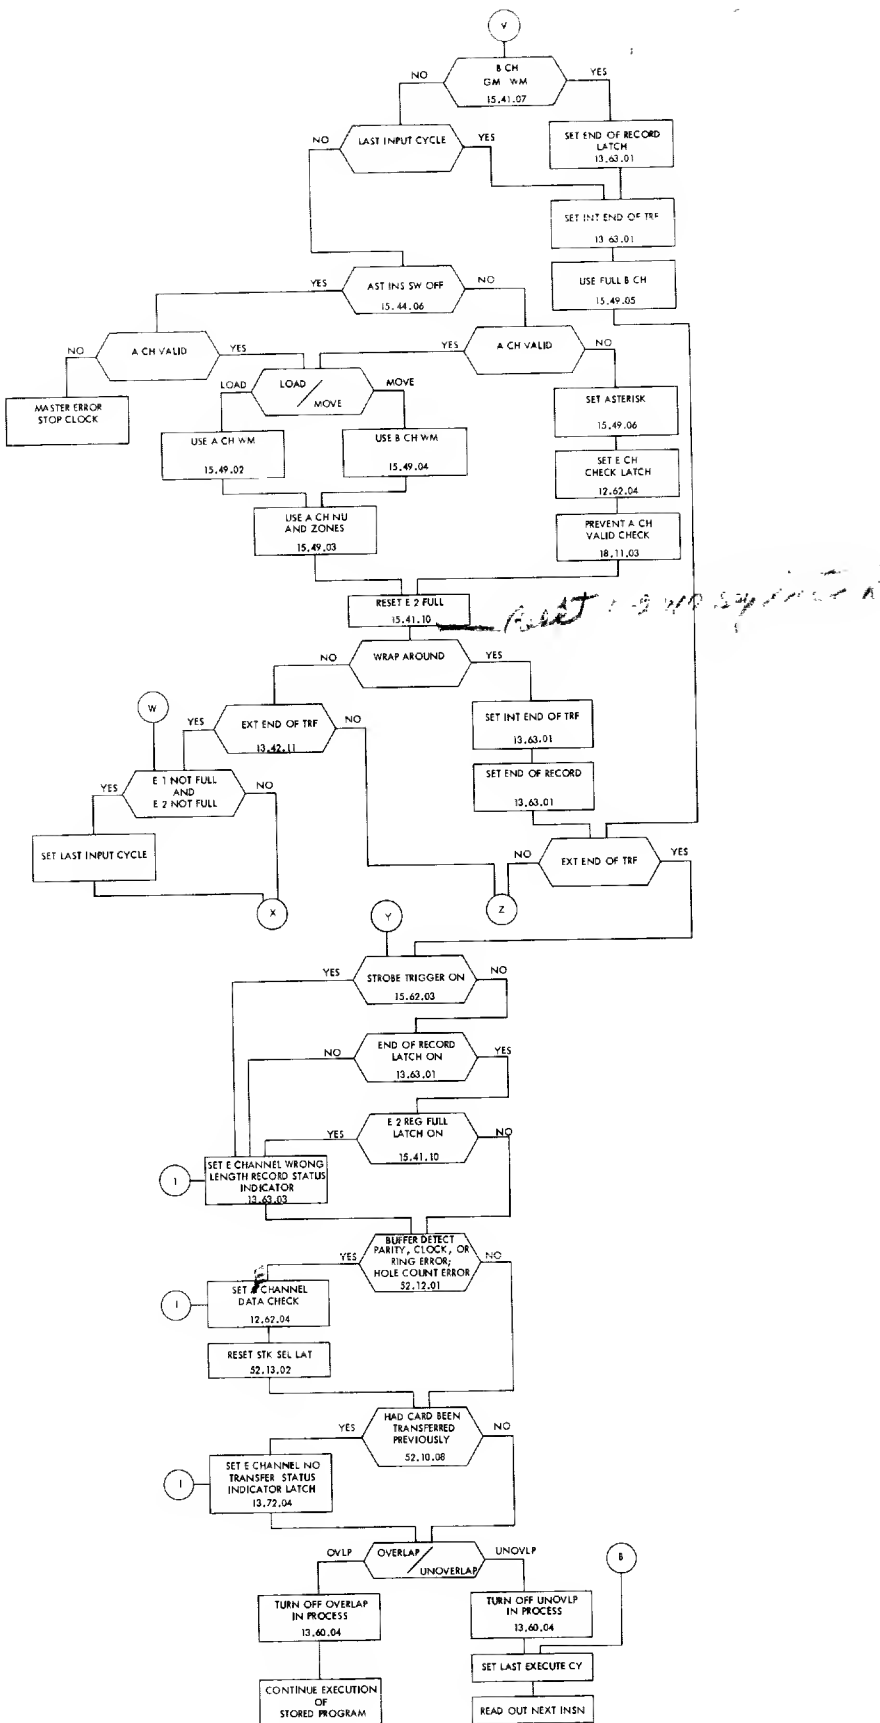 V
B CH
GM WM
15.41.07
NO
YES
LAST INPUT CYCLE
NO
YES
SET END OF RECORD
LATCH
13.63.01
SET INT END OF TRF
13 63.01
USE FULL B CH
15.49.05
AST INS SW OFF
15.44.06
YES
NO
A CH VALID
NO
YES
A CH VALID
YES
NO
MASTER ERROR
STOP CLOCK
LOAD
LOAD
/
MOVE
MOVE
SET ASTERISK
15.49.06
USE A CH WM
15.49.02
USE B CH WM
15.49.04
SET E CH
CHECK LATCH
12.62.04
USE A CH NU
AND ZONES
15.49.03
PREVENT A CH
VALID CHECK
18.11.03
RESET E 2 FULL
15.41.10
Reset
NO
WRAP AROUND
YES
W
YES
EXT END OF TRF
13.42.11
NO
SET INT END OF TRF
13.63.01
YES
E 1 NOT FULL
AND
E 2 NOT FULL
NO
SET END OF RECORD
13.63.01
SET LAST INPUT CYCLE
NO
EXT END OF TRF
YES
X
Z
Y
YES
STROBE TRIGGER ON
15.62.03
NO
NO
END OF RECORD
LATCH ON
13.63.01
YES
YES
E 2 REG FULL
LATCH ON
15.41.10
NO
1
SET E CHANNEL WRONG
LENGTH RECORD STATUS
INDICATOR
13.63.03
YES
BUFFER DETECT
PARITY, CLOCK, OR
RING ERROR;
HOLE COUNT ERROR
52.12.01
NO
1
SET E CHANNEL
DATA CHECK
12.62.04
RESET STK SEL LAT
52.13.02
YES
HAD CARD BEEN
TRANSFERRED
PREVIOUSLY
52.10.08
NO
1
SET E CHANNEL NO
TRANSFER STATUS
INDICATOR LATCH
13.72.04
OVLP
OVERLAP
/
UNOVERLAP
UNOVLP
B
TURN OFF OVERLAP
IN PROCESS
13.60.04
TURN OFF UNOVLP
IN PROCESS
13.60.04
SET LAST EXECUTE CY
CONTINUE EXECUTION
OF
STORED PROGRAM
READ OUT NEXT INSN